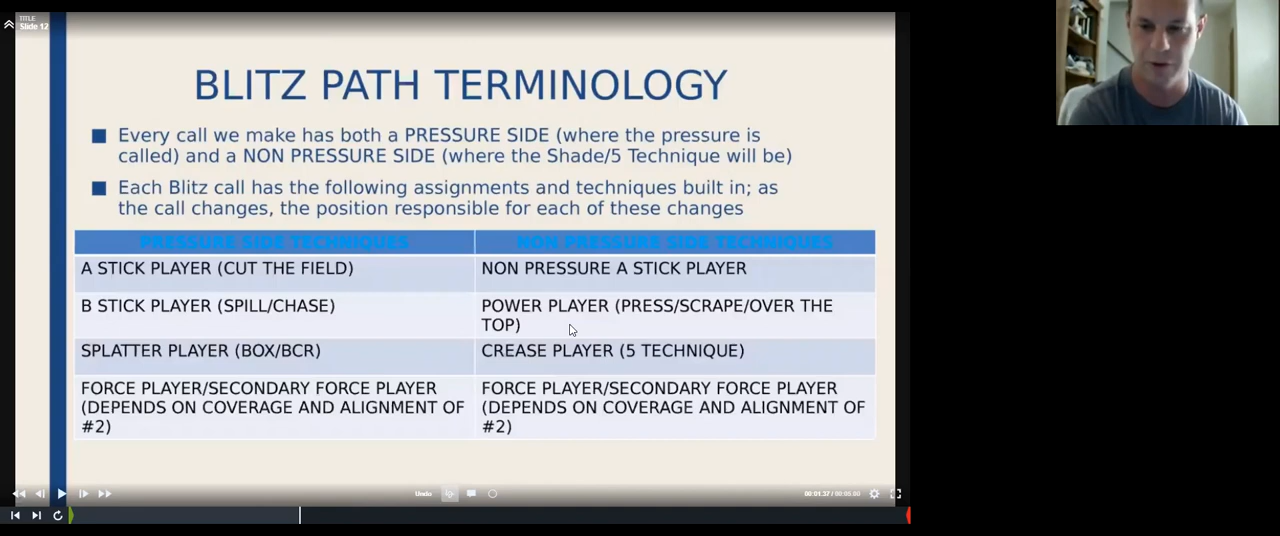 TITLE
Slide 12
BLITZ PATH TERMINOLOGY
Every call we make has both a PRESSURE SIDE (where the pressure is
called) and a NON PRESSURE SIDE (where the Shade/5 Technique will be)
Each Blitz call has the following assignments and techniques built in; as
the call changes, the position responsible for each of these changes
PRESSURE SIDE TECHNIQUES
NON PRESSURE SIDE TECHNIQUES
A STICK PLAYER (CUT THE FIELD)
NON PRESSURE A STICK PLAYER
B STICK PLAYER (SPILL/CHASE)
POWER PLAYER (PRESS/SCRAPE/OVER THE
TOP)
SPLATTER PLAYER (BOX/BCR)
CREASE PLAYER (5 TECHNIQUE)
FORCE PLAYER/SECONDARY FORCE PLAYER
(DEPENDS ON COVERAGE AND ALIGNMENT OF
#2)
FORCE PLAYER/SECONDARY FORCE PLAYER
(DEPENDS ON COVERAGE AND ALIGNMENT OF
#2)
Undo